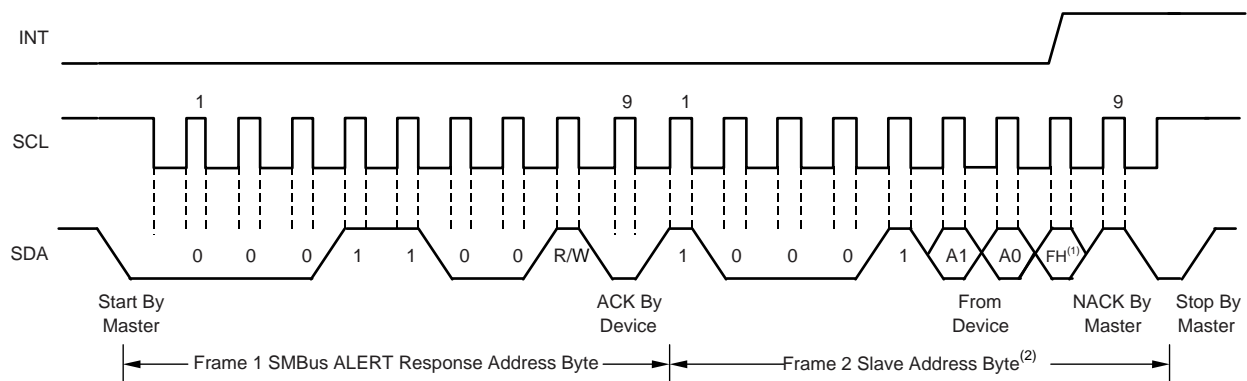 INT
1 9 1 9
SCL
SDA
0 0 0 1 1 0 0 R/W 1 0 0 0 1 A1 A0 FH(1)
Start By
Master
ACK By
Device
From
Device
NACK By
Master
Stop By
Master
Frame 1 SMBus ALERT Response Address Byte
Frame 2 Slave Address Byte(2)